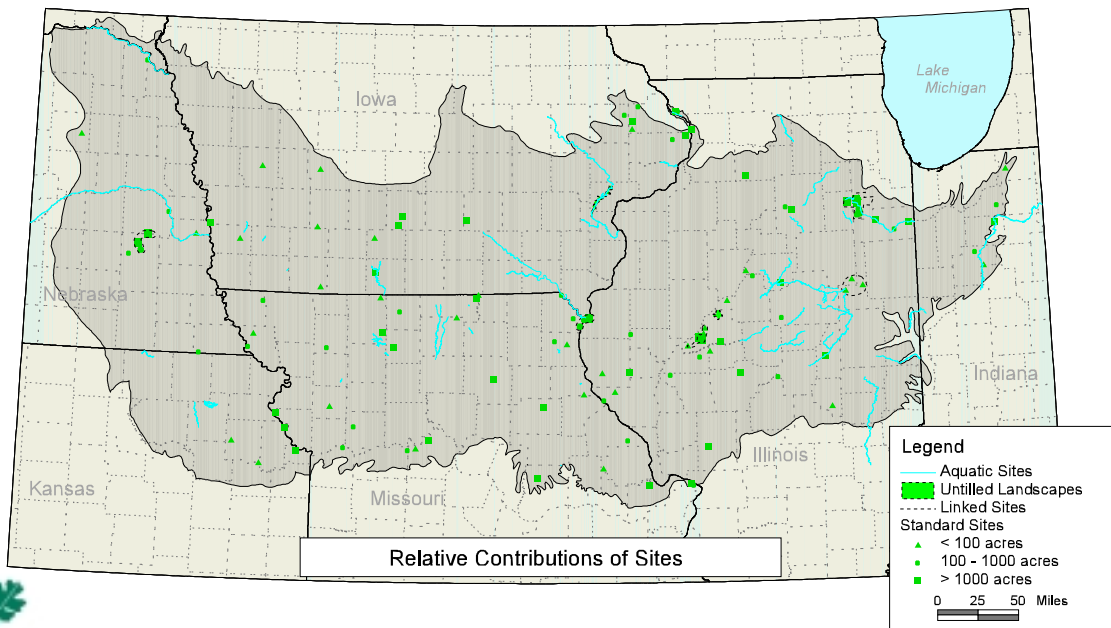 Lake
Michigan
Iowa
Nebraska
Indiana
Illinois
Kansas
Missouri
Relative Contributions of Sites
Legend
Aquatic Sites
Untilled Landscapes
Linked Sites
Standard Sites
< 100 acres
100 - 1000 acres
> 1000 acres
0 25 50 Miles